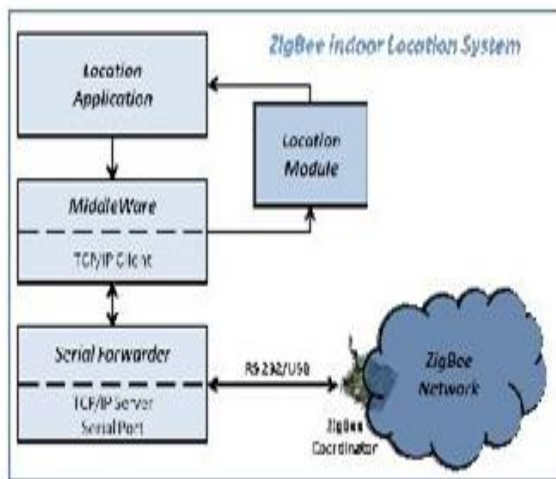 ZigBee Indoor Location System
Location
Application
Location
Module
MiddleWare
TCP/IP Client
Serial Forwarder
TCP/IP Server
Serial Port
RS 232/USB
ZigBee
Network
ZigBee
Coordinator